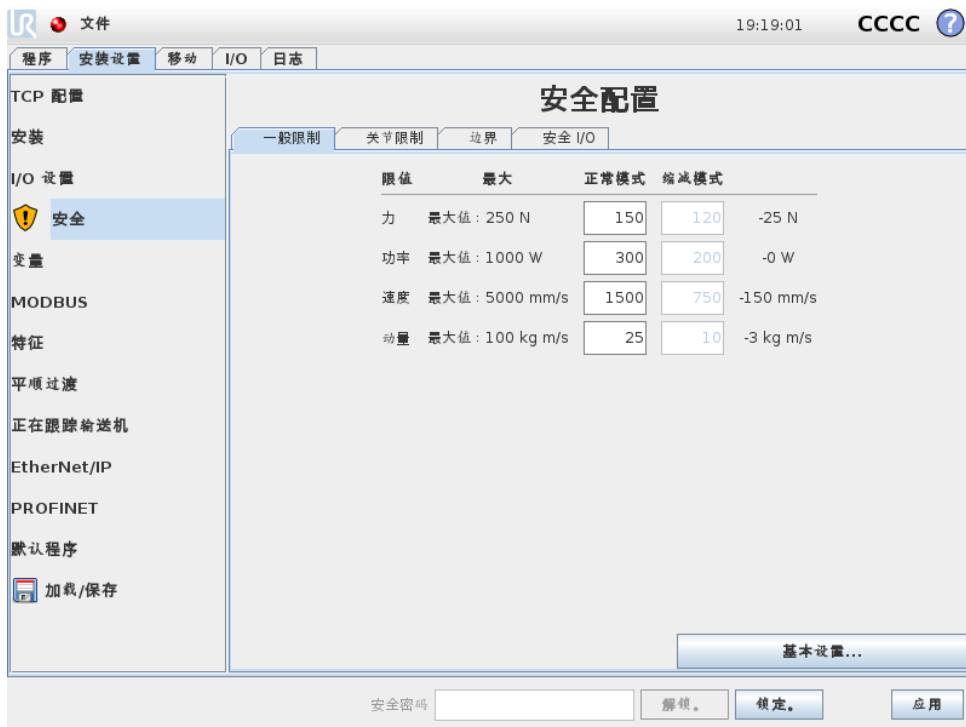 UR 文件 19:19:01 CCCC ?
程序 安装设置 移动 I/O 日志
TCP 配置
安装
I/O 设置
安全
变量
MODBUS
特征
平顺过渡
正在跟踪输送机
EtherNet/IP
PROFINET
默认程序
加载/保存
安全配置
一般限制 关节限制 边界 安全 I/O
限值 最大 正常模式 缩减模式
力 最大值：250 N 150 120 -25 N
功率 最大值：1000 W 300 200 -0 W
速度 最大值：5000 mm/s 1500 750 -150 mm/s
动量 最大值：100 kg m/s 25 10 -3 kg m/s
基本设置...
安全密码 解锁。 锁定。 应用